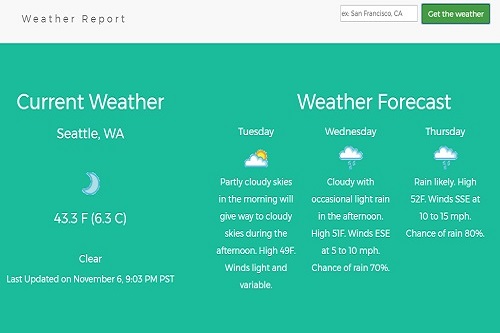 Weather Report
ex: San Francisco, CA
Get the weather
Current Weather
Seattle, WA
43.3 F (6.3 C)
Clear
Last Updated on November 6, 9:03 PM PST
Weather Forecast
Tuesday
Partly cloudy skies
in the morning will
give way to cloudy
skies during the
afternoon. High 49F.
Winds light and
variable.
Wednesday
Cloudy with
occasional light rain
in the afternoon.
High 51F. Winds ESE
at 5 to 10 mph.
Chance of rain 70%.
Thursday
Rain likely. High
52F. Winds SSE at
10 to 15 mph.
Chance of rain 80%.